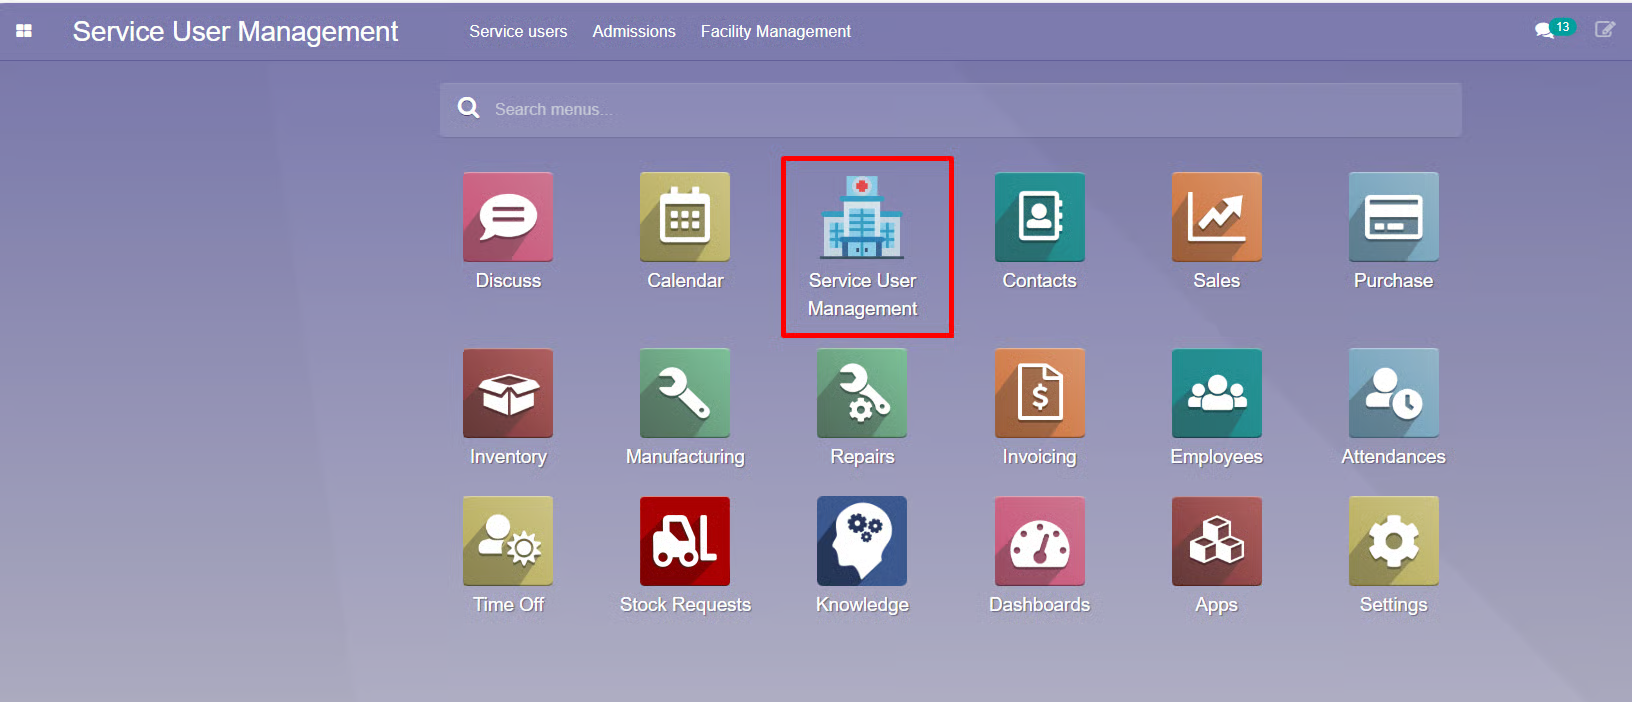 Service User Management
Service users
Admissions
Facility Management
13
Search menus...
Discuss
Calendar
Service User
Management
Contacts
Sales
Purchase
Inventory
Manufacturing
Repairs
Invoicing
Employees
Attendances
Time Off
Stock Requests
Knowledge
Dashboards
Apps
Settings